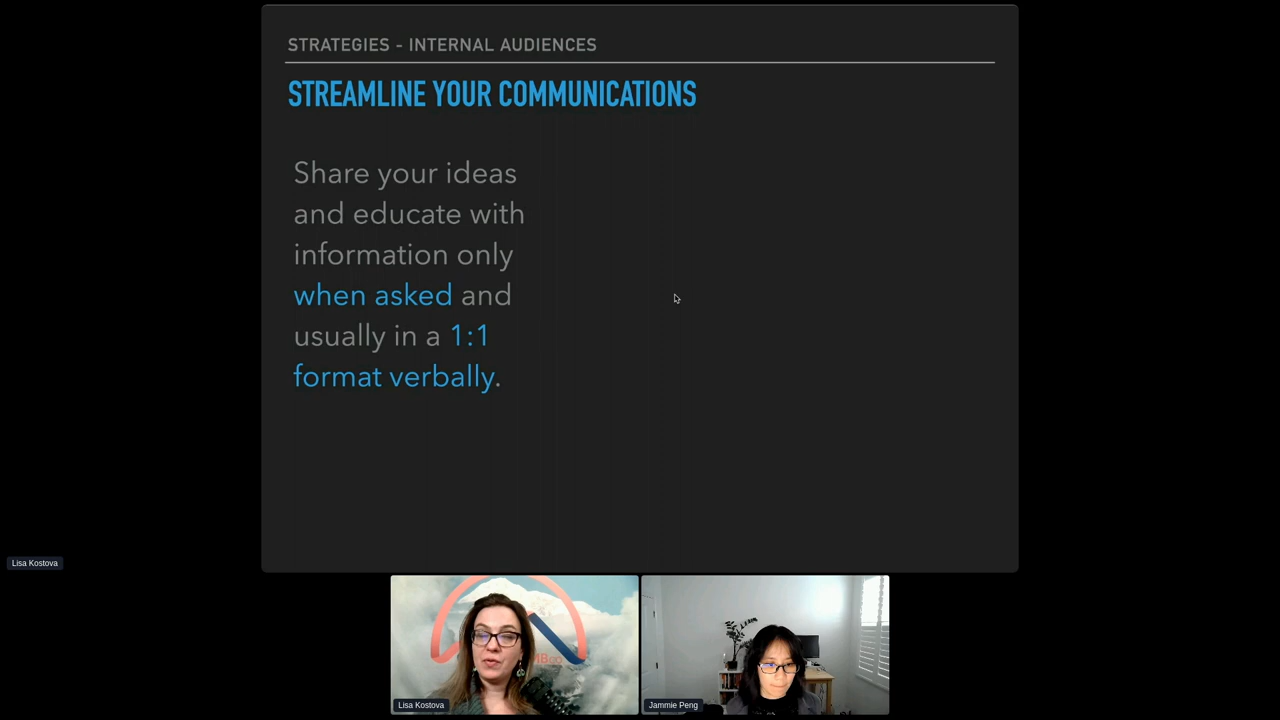 STRATEGIES - INTERNAL AUDIENCES
STREAMLINE YOUR COMMUNICATIONS
Share your ideas
and educate with
information only
when asked and
usually in a 1:1
format verbally.
Lisa Kostova
Lisa Kostova
Jammie Peng